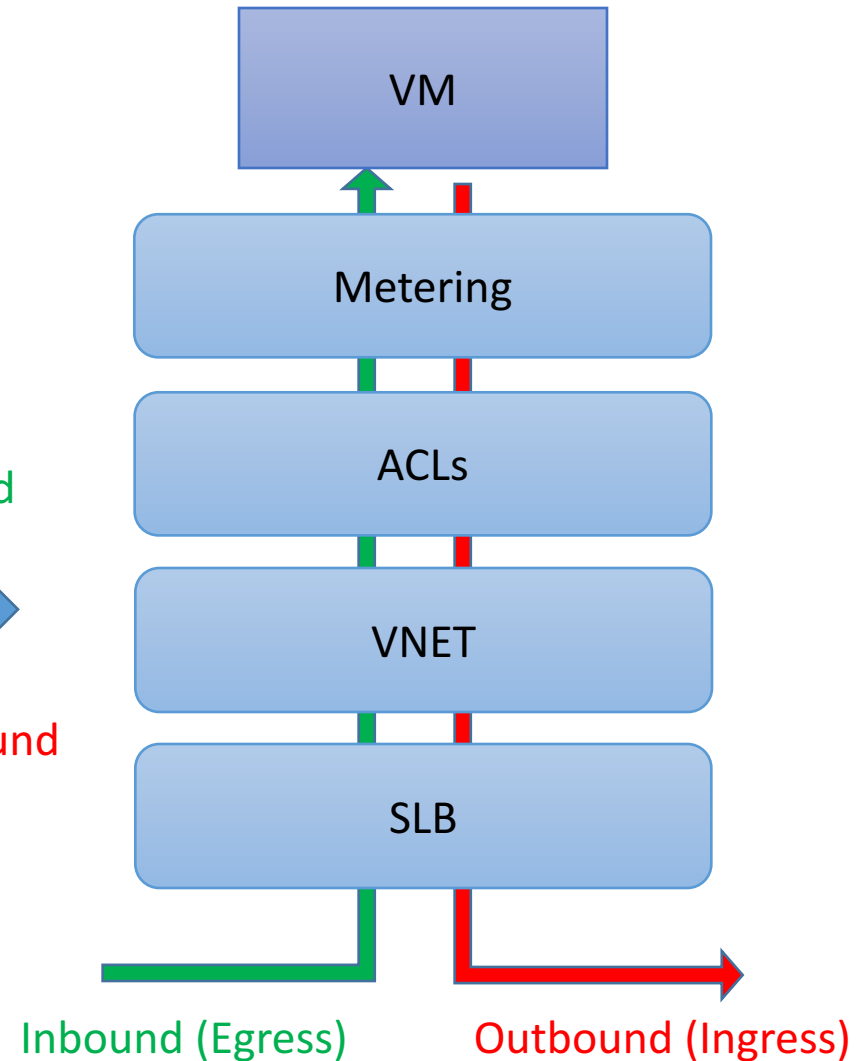 VM
Metering
ACLs
VNET
SLB
Inbound (Egress)
Outbound (Ingress)